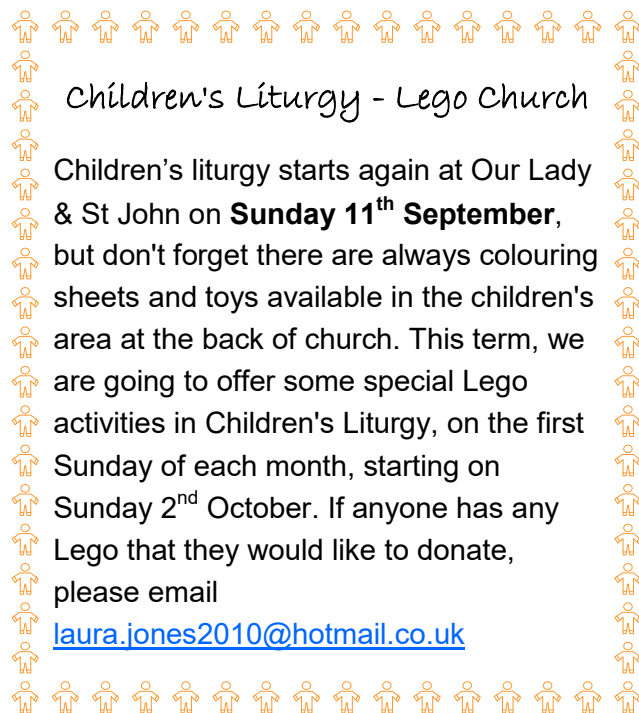 Children's Liturgy - Lego Church
Children’s liturgy starts again at Our Lady
& St John on Sunday 11th September,
but don't forget there are always colouring
sheets and toys available in the children's
area at the back of church. This term, we
are going to offer some special Lego
activities in Children's Liturgy, on the first
Sunday of each month, starting on
Sunday 2nd October. If anyone has any
Lego that they would like to donate,
please email
laura.jones2010@hotmail.co.uk